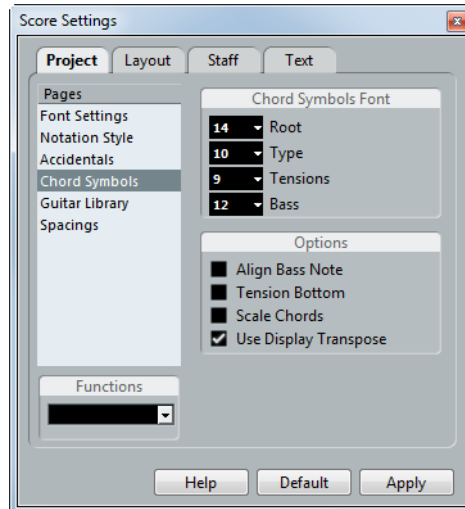 Score Settings
Project Layout Staff Text
Pages
Font Settings
Notation Style
Accidentals
Chord Symbols
Guitar Library
Spacings
Functions
Chord Symbols Font
14 Root
10 Type
9 Tensions
12 Bass
Options
Align Bass Note
Tension Bottom
Scale Chords
Use Display Transpose
Help Default Apply